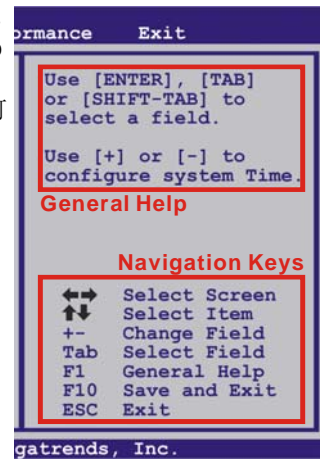 ormance Exit
Use [ENTER], [TAB]
or [SHIFT-TAB] to
select a field.
Use [+] or [-] to
configure system Time.
General Help
Navigation Keys
←→ Select Screen
↑↓ Select Item
+- Change Field
Tab Select Field
F1 General Help
F10 Save and Exit
ESC Exit
gatrends, Inc.